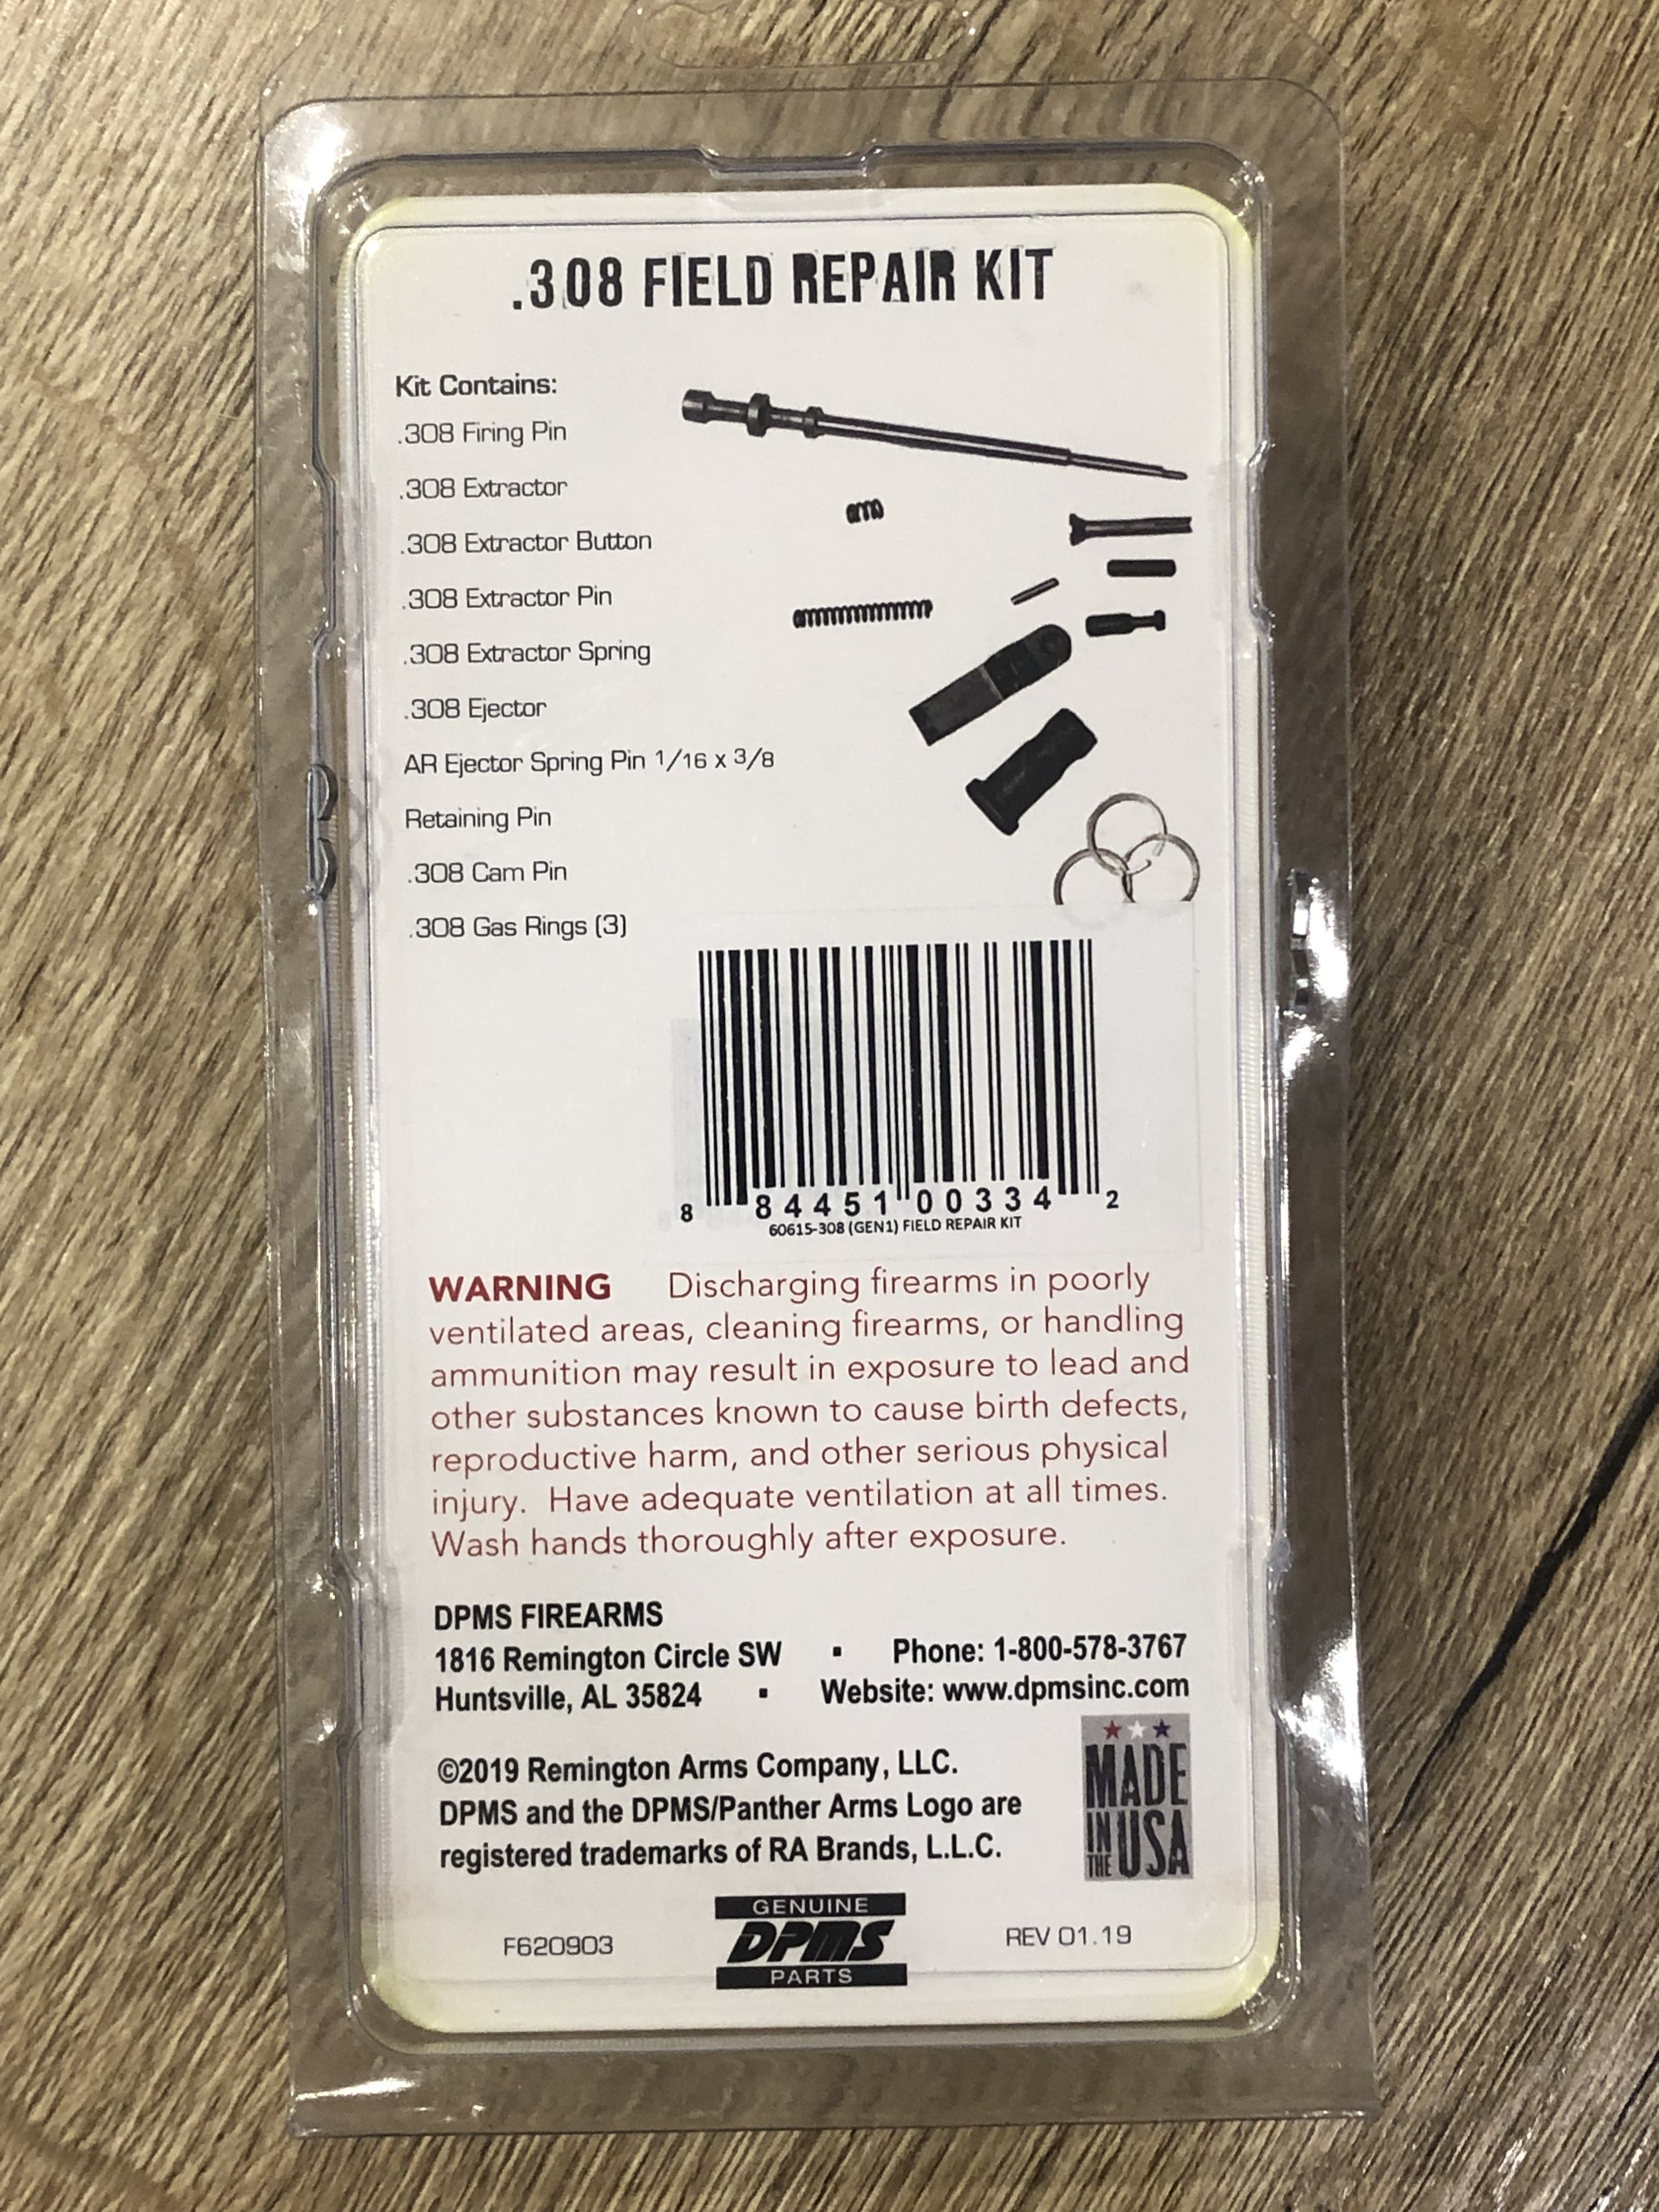 .308 FIELD REPAIR KIT
Kit Contains:
.308 Firing Pin
.308 Extractor
.308 Extractor Button
.308 Extractor Pin
.308 Extractor Spring
.308 Ejector
AR Ejector Spring Pin 1/16 x 3/8
Retaining Pin
.308 Cam Pin
.308 Gas Rings (3)
8 84451 00334 2
60615-308 (GEN1) FIELD REPAIR KIT
WARNING Discharging firearms in poorly
ventilated areas, cleaning firearms, or handling
ammunition may result in exposure to lead and
other substances known to cause birth defects,
reproductive harm, and other serious physical
injury. Have adequate ventilation at all times.
Wash hands thoroughly after exposure.
DPMS FIREARMS
1816 Remington Circle SW ▪ Phone: 1-800-578-3767
Huntsville, AL 35824 ▪ Website: www.dpmsinc.com
©2019 Remington Arms Company, LLC.
DPMS and the DPMS/Panther Arms Logo are
registered trademarks of RA Brands, L.L.C.
MADE
IN THE USA
F620903
GENUINE
DPMS
PARTS
REV 01.19